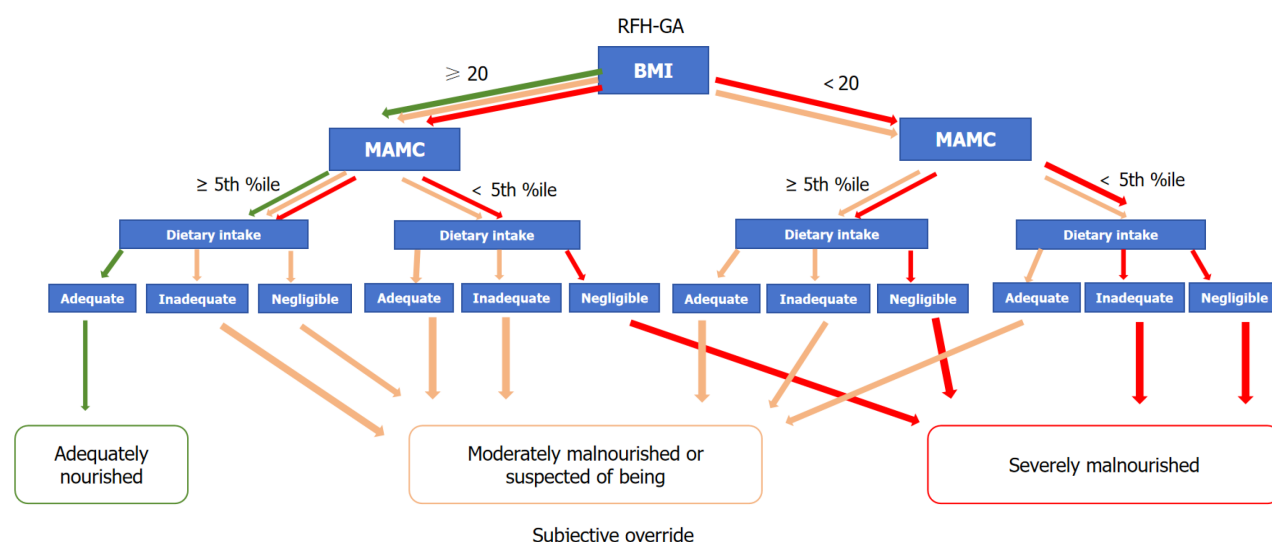 RFH-GA
BMI
⩾ 20
< 20
MAMC
MAMC
≥ 5th %ile
< 5th %ile
≥ 5th %ile
< 5th %ile
Dietary intake
Dietary intake
Dietary intake
Dietary intake
Adequate
Inadequate
Negligible
Adequate
Inadequate
Negligible
Adequate
Inadequate
Negligible
Adequate
Inadequate
Negligible
Adequately
nourished
Moderately malnourished or
suspected of being
Severely malnourished
Subjective override